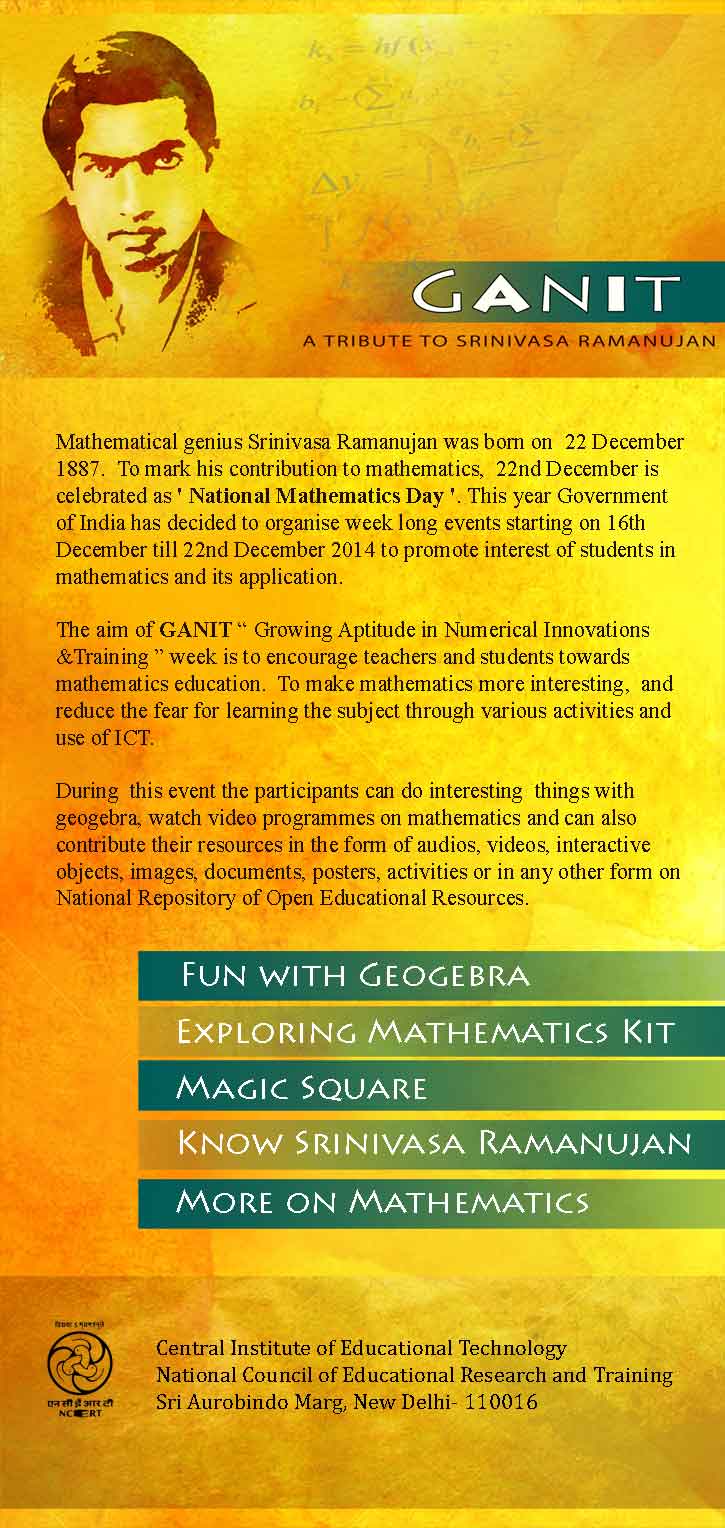 GANIT
A TRIBUTE TO SRINIVASA RAMANUJAN
Mathematical genius Srinivasa Ramanujan was born on 22 December
1887. To mark his contribution to mathematics, 22nd December is
celebrated as ' National Mathematics Day '. This year Government
of India has decided to organise week long events starting on 16th
December till 22nd December 2014 to promote interest of students in
mathematics and its application.
The aim of GANIT “ Growing Aptitude in Numerical Innovations
&Training ” week is to encourage teachers and students towards
mathematics education. To make mathematics more interesting, and
reduce the fear for learning the subject through various activities and
use of ICT.
During this event the participants can do interesting things with
geogebra, watch video programmes on mathematics and can also
contribute their resources in the form of audios, videos, interactive
objects, images, documents, posters, activities or in any other form on
National Repository of Open Educational Resources.
FUN WITH GEOGEBRA
EXPLORING MATHEMATICS KIT
MAGIC SQUARE
KNOW SRINIVASA RAMANUJAN
MORE ON MATHEMATICS
एन सी ई आर टी
NCERT
Central Institute of Educational Technology
National Council of Educational Research and Training
Sri Aurobindo Marg, New Delhi- 110016